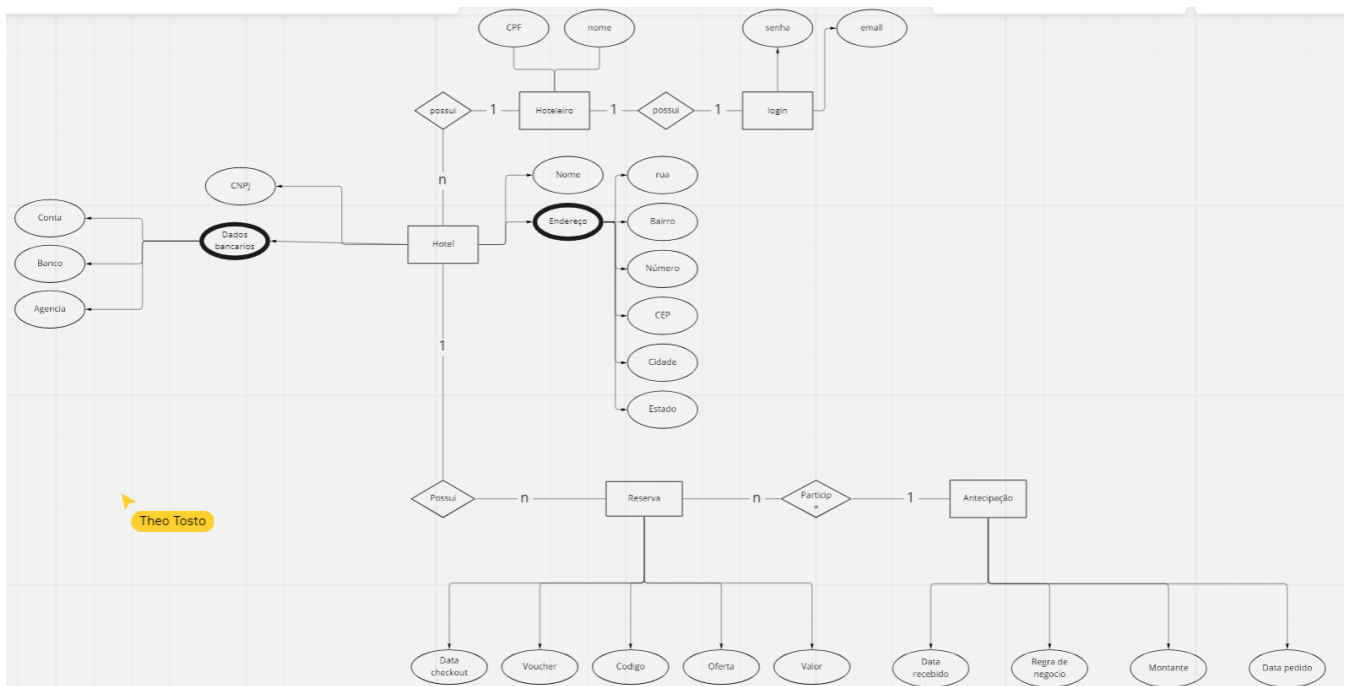 CPF
nome
senha
email
possui
1
Hoteleiro
1
possui
1
login
n
CNPJ
Nome
rua
Conta
Dados
bancarios
Endereço
Bairro
Hotel
Banco
Número
Agencia
CEP
1
Cidade
Estado
Possui
n
Reserva
n
Particip
a
1
Antecipação
Theo Tosto
Data
checkout
Voucher
Codigo
Oferta
Valor
Data
recebido
Regra de
negocio
Montante
Data pedido